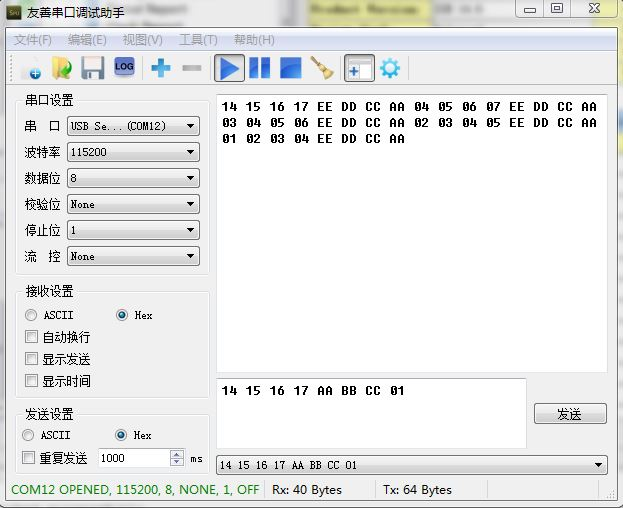 友善串口调试助手
文件(F) 编辑(E) 视图(V) 工具(T) 帮助(H)
LOG
串口设置
串 口 USB Se...(COM12)
波特率 115200
数据位 8
校验位 None
停止位 1
流 控 None
接收设置
ASCII Hex
自动换行
显示发送
显示时间
发送设置
ASCII Hex
重复发送 1000 ms
14 15 16 17 EE DD CC AA 04 05 06 07 EE DD CC AA
03 04 05 06 EE DD CC AA 02 03 04 05 EE DD CC AA
01 02 03 04 EE DD CC AA
14 15 16 17 AA BB CC 01
发送
14 15 16 17 AA BB CC 01
COM12 OPENED, 115200, 8, NONE, 1, OFF Rx: 40 Bytes Tx: 64 Bytes